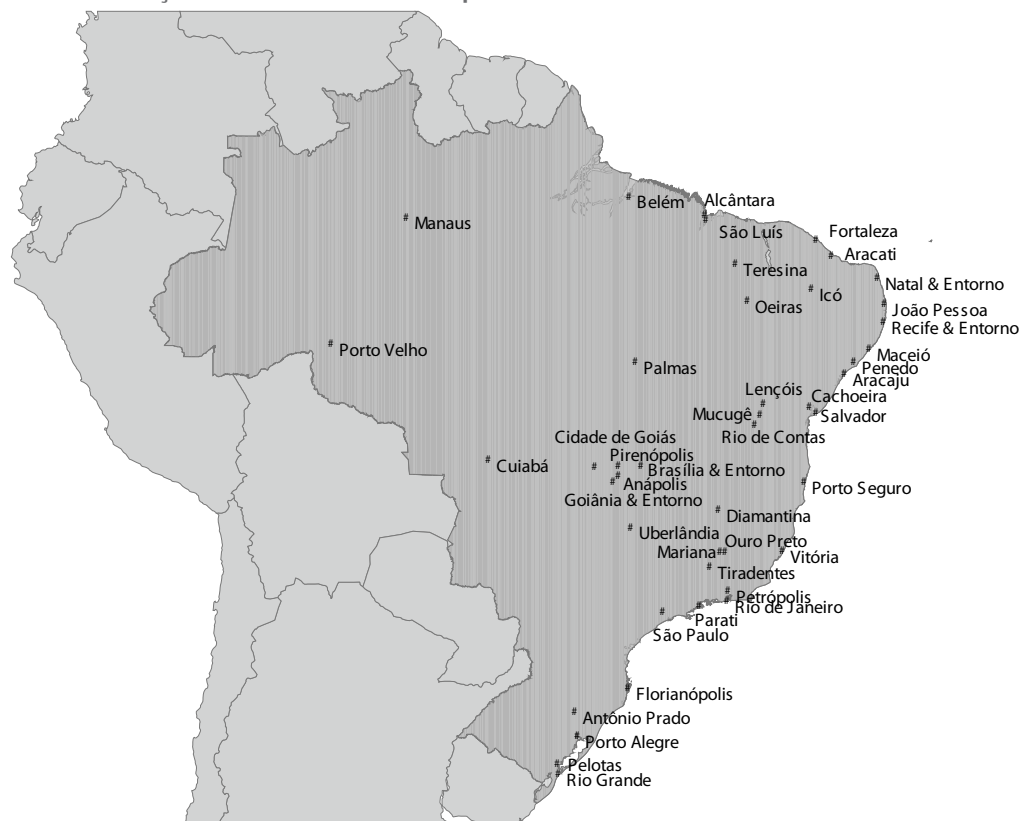 Alcântara
Belém
Manaus
São Luís
Fortaleza
Aracati
Teresina
Natal & Entorno
Icó
Oeiras
João Pessoa
Recife & Entorno
Porto Velho
Maceió
Palmas
Penedo
Aracaju
Lençóis
Cachoeira
Mucugê
Salvador
Cidade de Goiás
Rio de Contas
Pirenópolis
Cuiabá
Brasília & Entorno
Anápolis
Porto Seguro
Goiânia & Entorno
Diamantina
Uberlândia
Ouro Preto
Mariana
Vitória
Tiradentes
Petrópolis
Rio de Janeiro
Parati
São Paulo
Florianópolis
Antônio Prado
Porto Alegre
Pelotas
Rio Grande